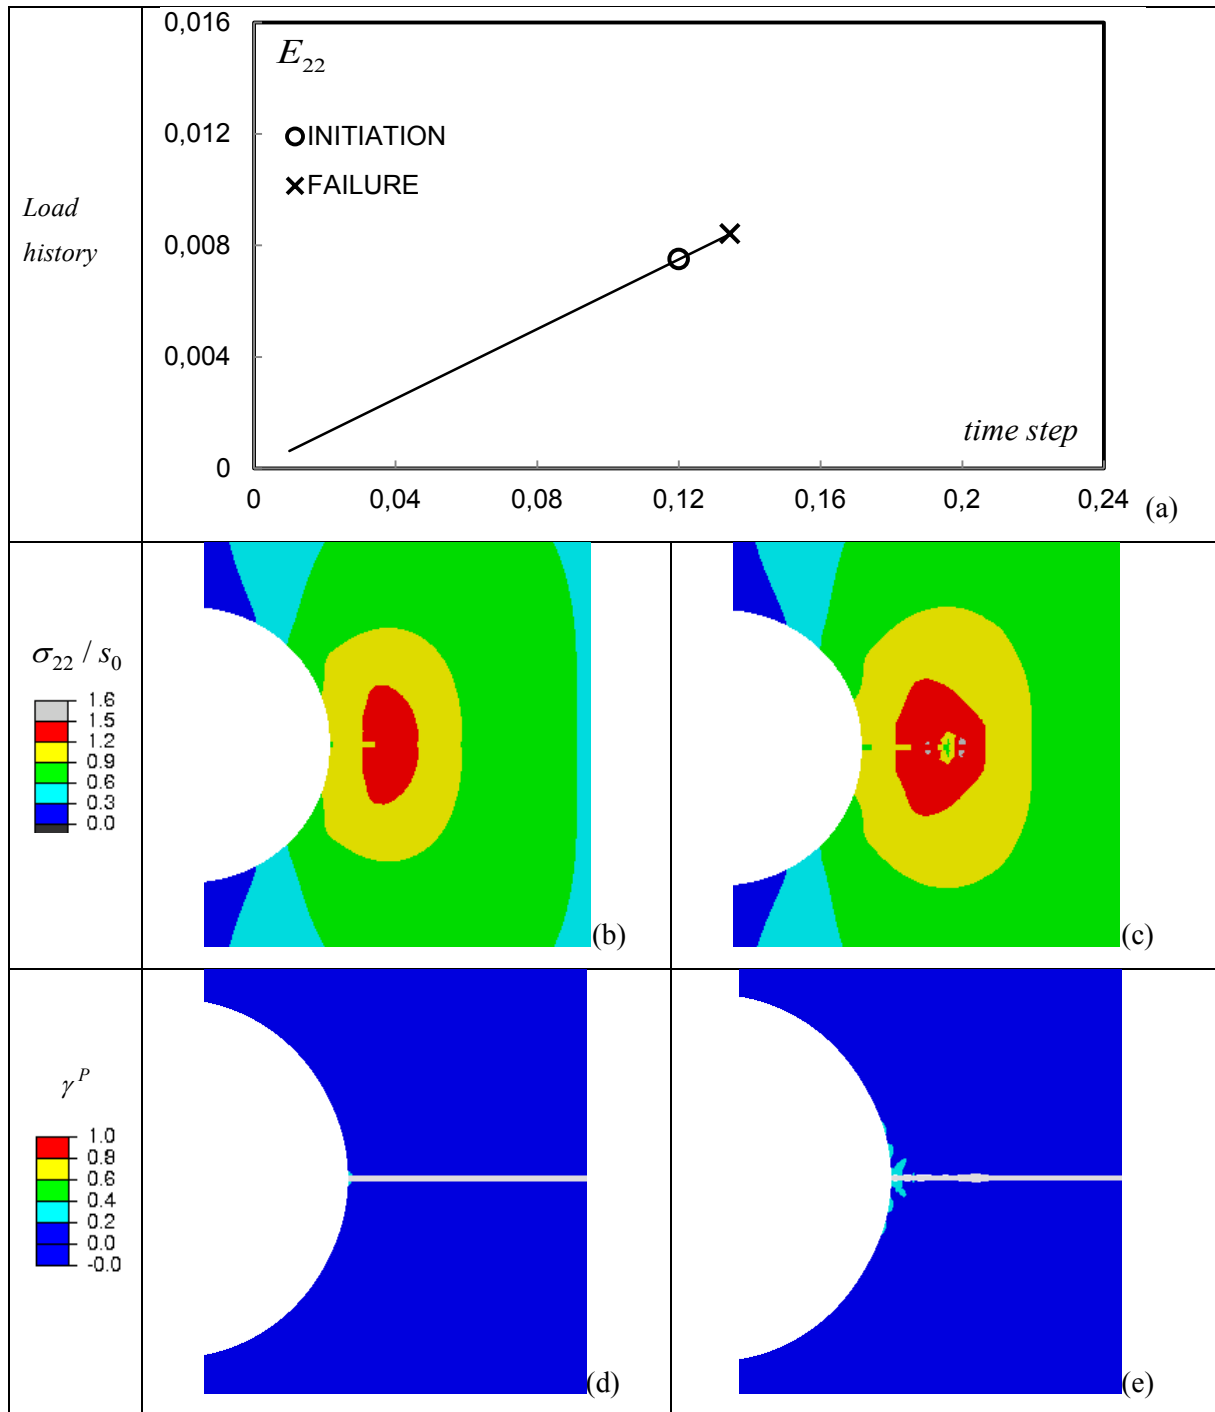 0,016
E22
0,012
INITIATION
FAILURE
Load
history
0,008
0,004
time step
0
0 0,04 0,08 0,12 0,16 0,2 0,24 (a)
σ22 / s0
1.6
1.5
1.2
0.9
0.6
0.3
0.0
(b) (c)
γP
1.0
0.8
0.6
0.4
0.2
0.0
-0.0
(d) (e)